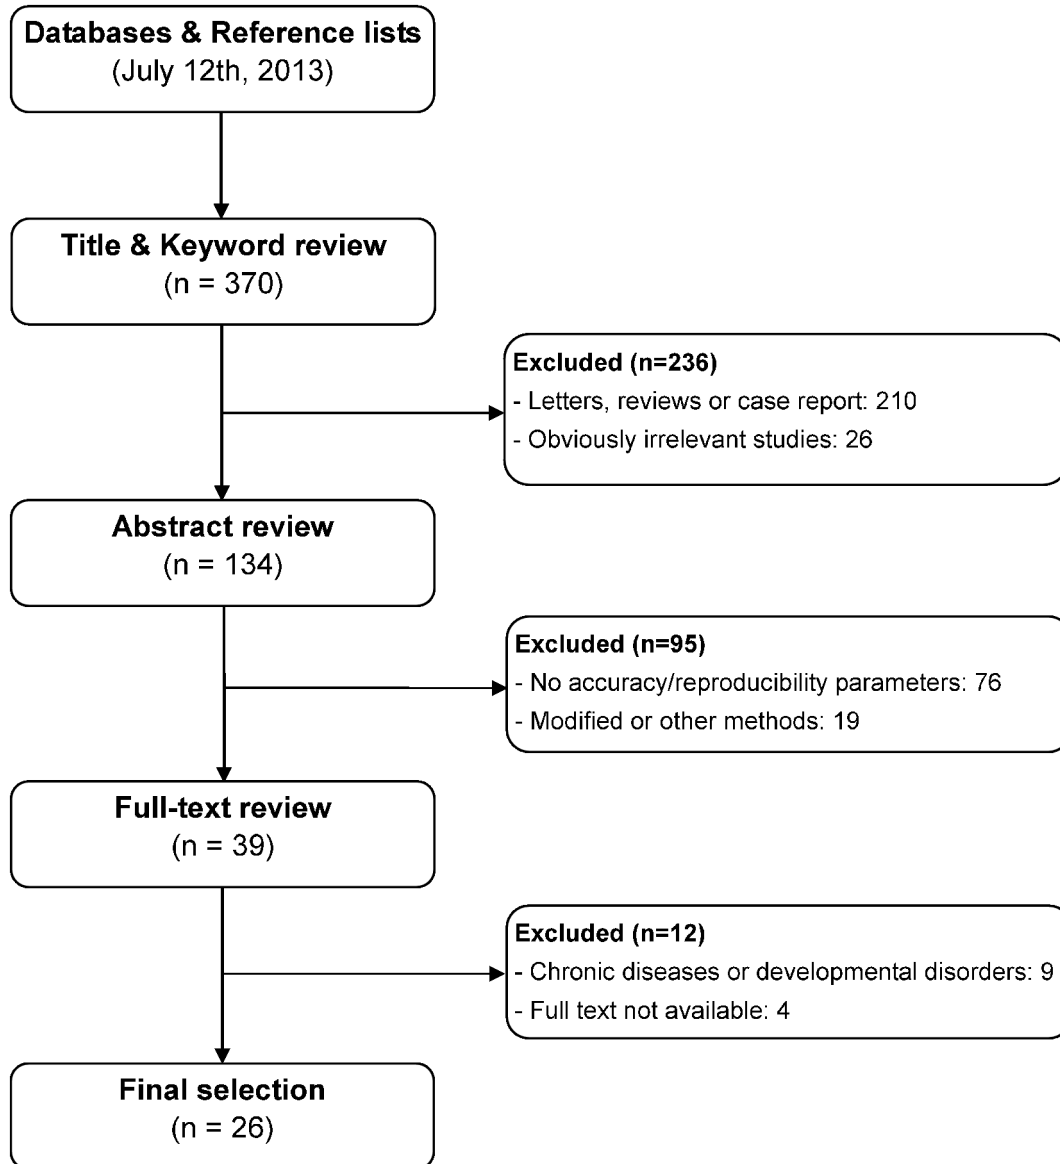 Databases & Reference lists
(July 12th, 2013)
Title & Keyword review
(n = 370)
Excluded (n=236)
- Letters, reviews or case report: 210
- Obviously irrelevant studies: 26
Abstract review
(n = 134)
Excluded (n=95)
- No accuracy/reproducibility parameters: 76
- Modified or other methods: 19
Full-text review
(n = 39)
Excluded (n=12)
- Chronic diseases or developmental disorders: 9
- Full text not available: 4
Final selection
(n = 26)